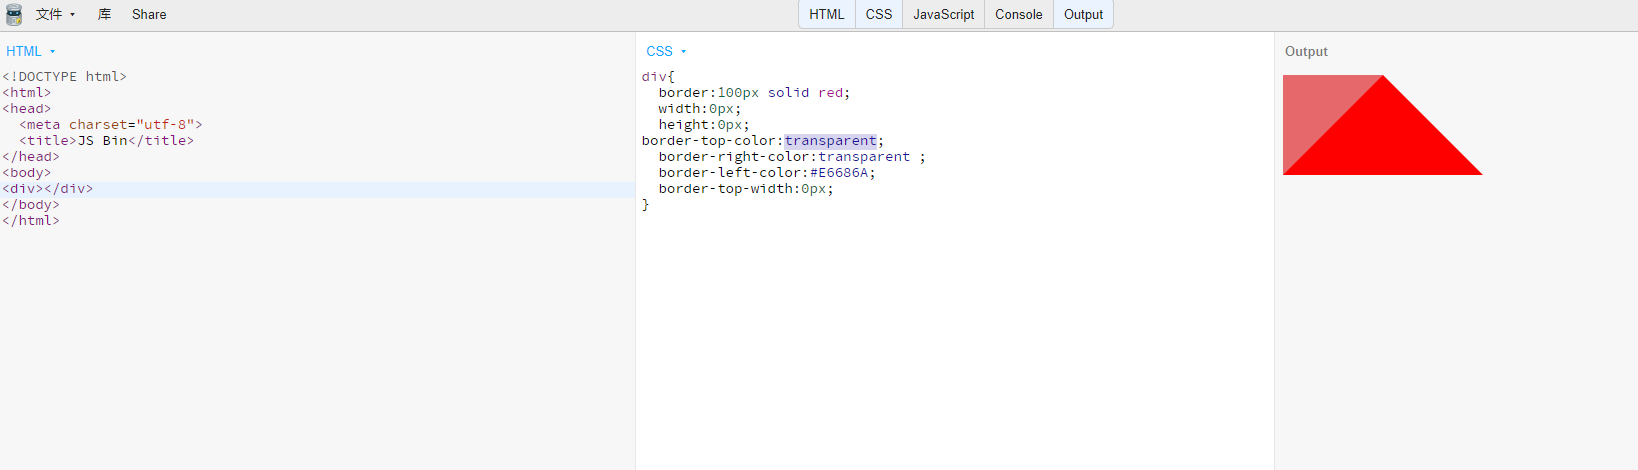 文件 库 Share HTML CSS JavaScript Console Output
HTML
<!DOCTYPE html>
<html>
<head>
  <meta charset="utf-8">
  <title>JS Bin</title>
</head>
<body>
<div></div>
</body>
</html>
CSS
div{
  border:100px solid red;
  width:0px;
  height:0px;
border-top-color:transparent;
  border-right-color:transparent ;
  border-left-color:#E6686A;
  border-top-width:0px;
}
Output